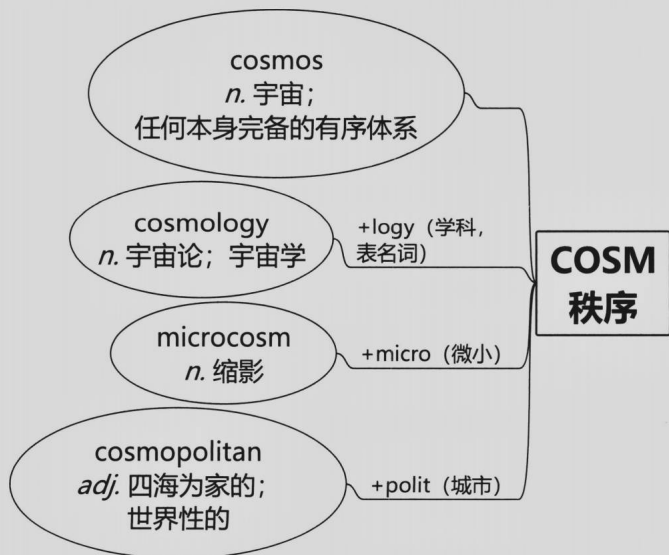 cosmos
n. 宇宙；
任何本身完备的有序体系
cosmology
n. 宇宙论；宇宙学
+logy（学科，
表名词）
COSM
秩序
microcosm
n. 缩影
+micro（微小）
cosmopolitan
adj. 四海为家的；
世界性的
+polit（城市）